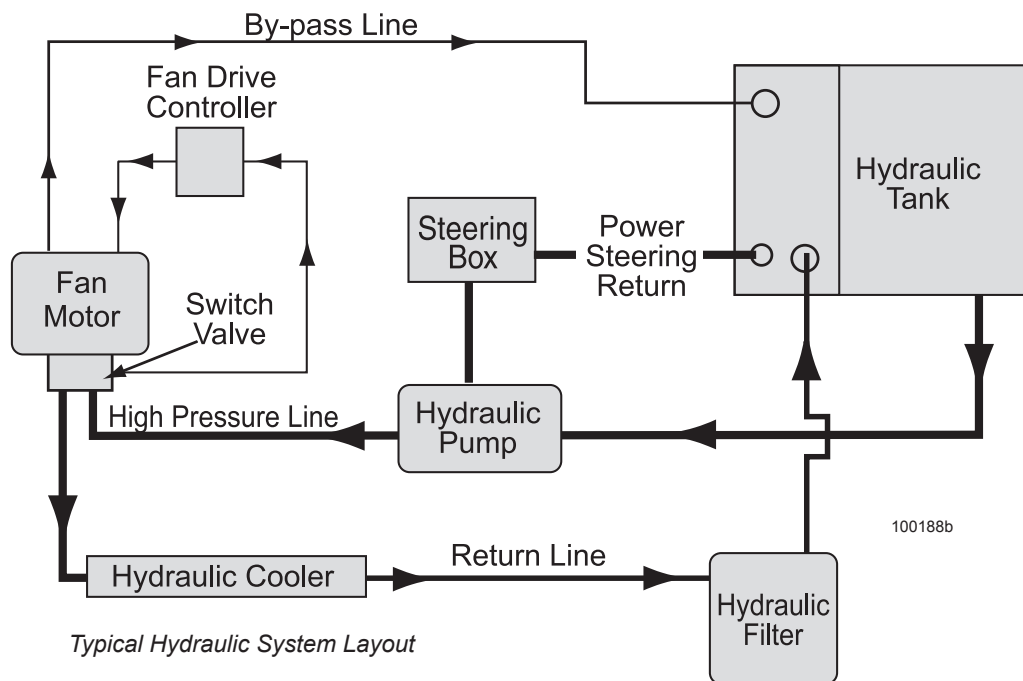 By-pass Line
Fan Drive
Controller
Hydraulic
Tank
Steering
Box
Power
Steering
Return
Fan
Motor
Switch
Valve
High Pressure Line
Hydraulic
Pump
100188b
Return Line
Hydraulic Cooler
Hydraulic
Filter
Typical Hydraulic System Layout